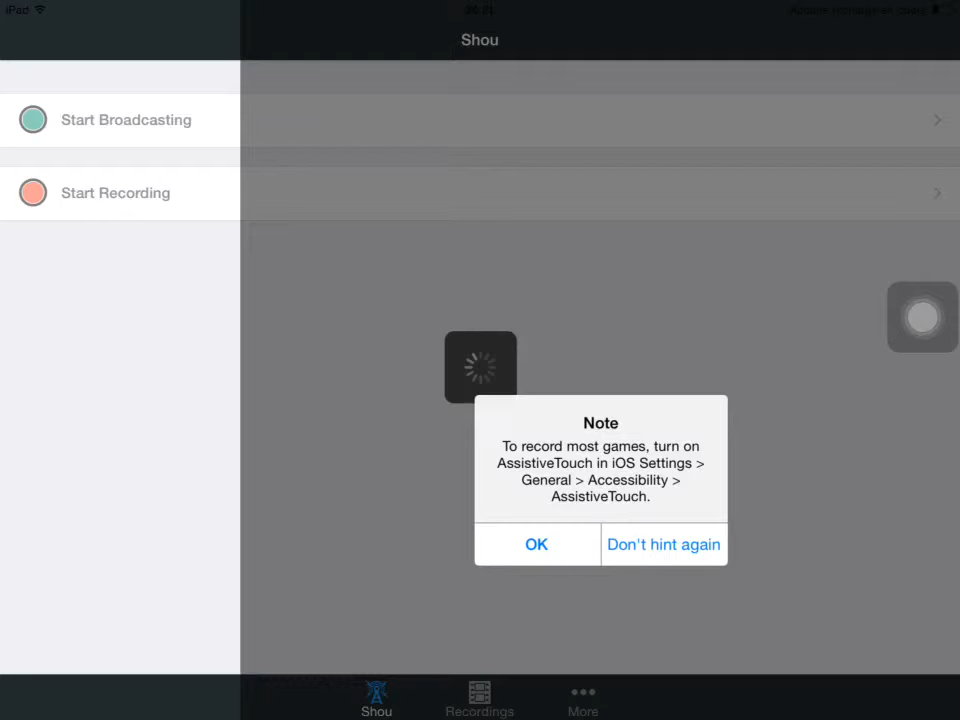 iPad
Shou
Start Broadcasting
Start Recording
Note
To record most games, turn on
AssistiveTouch in iOS Settings >
General > Accessibility >
AssistiveTouch.
OK
Don't hint again
Shou
Recordings
More